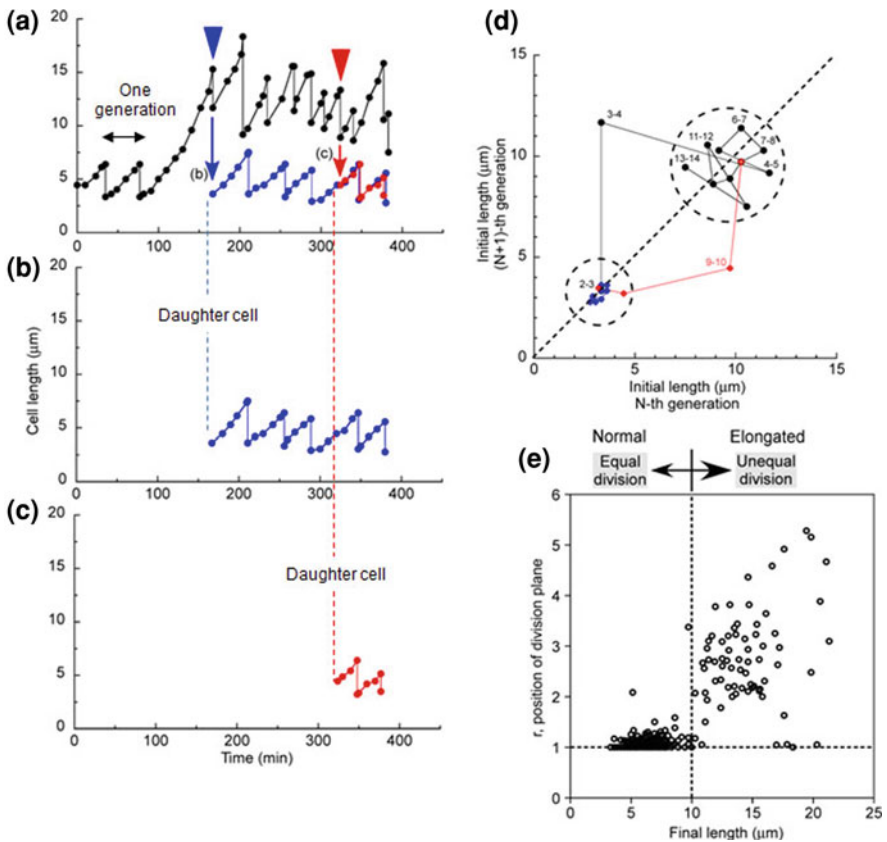 (a)
20
15
10
5
0
0
100
200
300
400
One
generation
(b)
(c)
(b)
20
15
10
5
0
0
100
200
300
400
Daughter cell
Cell length (μm)
(c)
20
15
10
5
0
0
100
200
300
400
Daughter cell
Time (min)
(d)
15
10
5
0
0
5
10
15
3-4
6-7
11-12
7-8
13-14
4-5
9-10
2-3
Initial length (μm)
(N+1)-th generation
Initial length (μm)
N-th generation
(e)
Normal
Elongated
Equal
division
Unequal
division
6
5
4
3
2
1
0
0
5
10
15
20
25
r, position of division plane
Final length (μm)